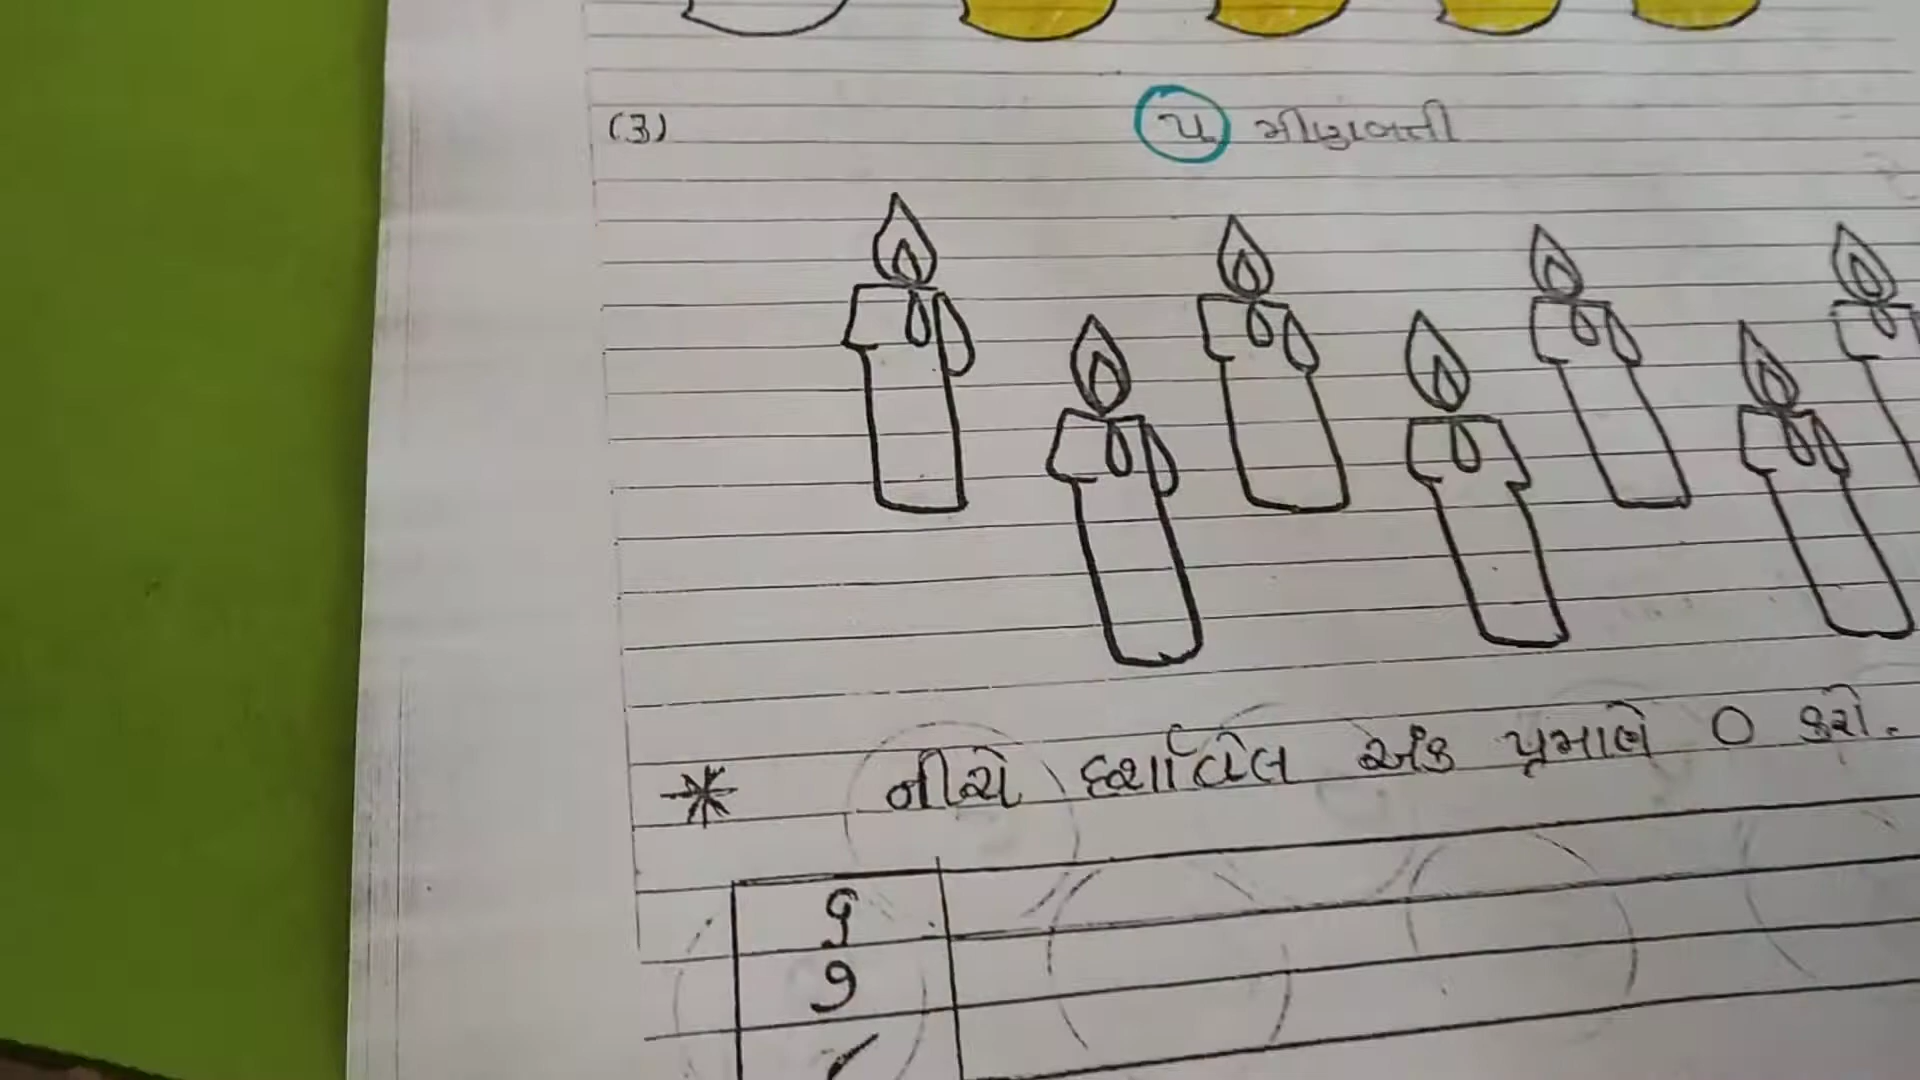 (૩) ૫ મીણબત્તી
* નીચે દર્શાવેલ અંક પ્રમાણે ૦ કરો.
૬
૭